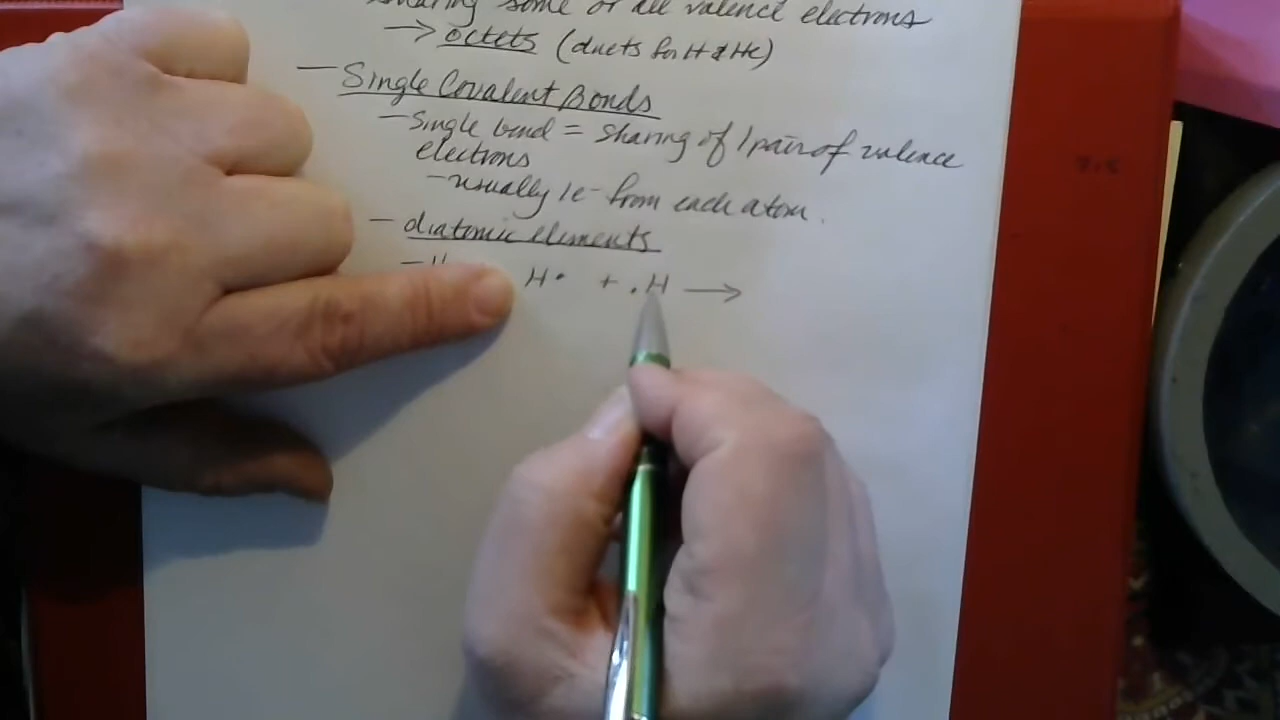 sharing some or all valence electrons
→ octets (duets for H & He)
— Single Covalent Bonds
- Single bond = sharing of 1 pair of valence
electrons
- usually 1e- from each atom.
- diatomic elements
- H• + •H →